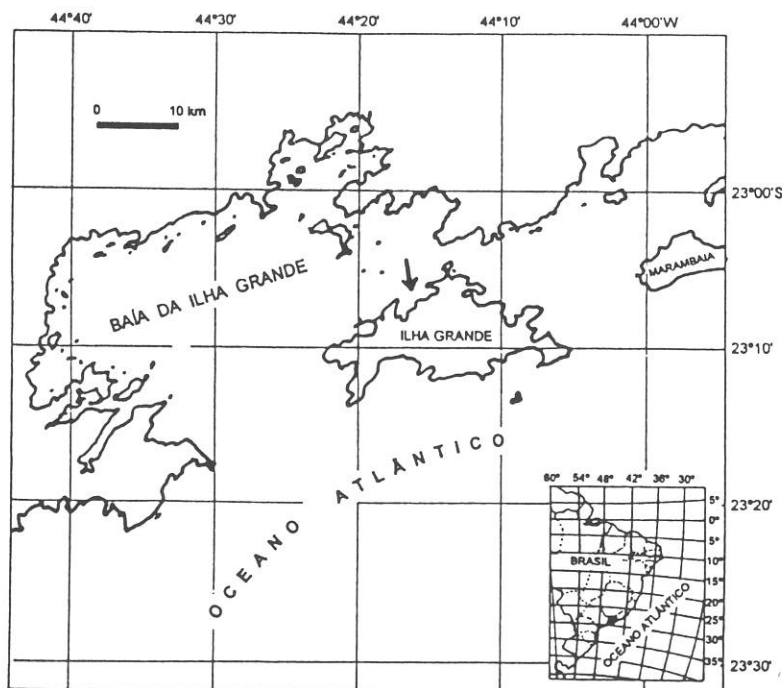 44°40' 44°30' 44°20' 44°10' 44°00'W
0 10 km
23°00'S
MARAMBAIA
BAÍA DA ILHA GRANDE
ILHA GRANDE
23°10'
OCEANO ATLÂNTICO
23°20'
60° 54° 48° 42° 36° 30°
5°
0°
5°
BRASIL
10°
15°
20°
25°
OCEANO ATLÂNTICO
30°
35°
23°30'